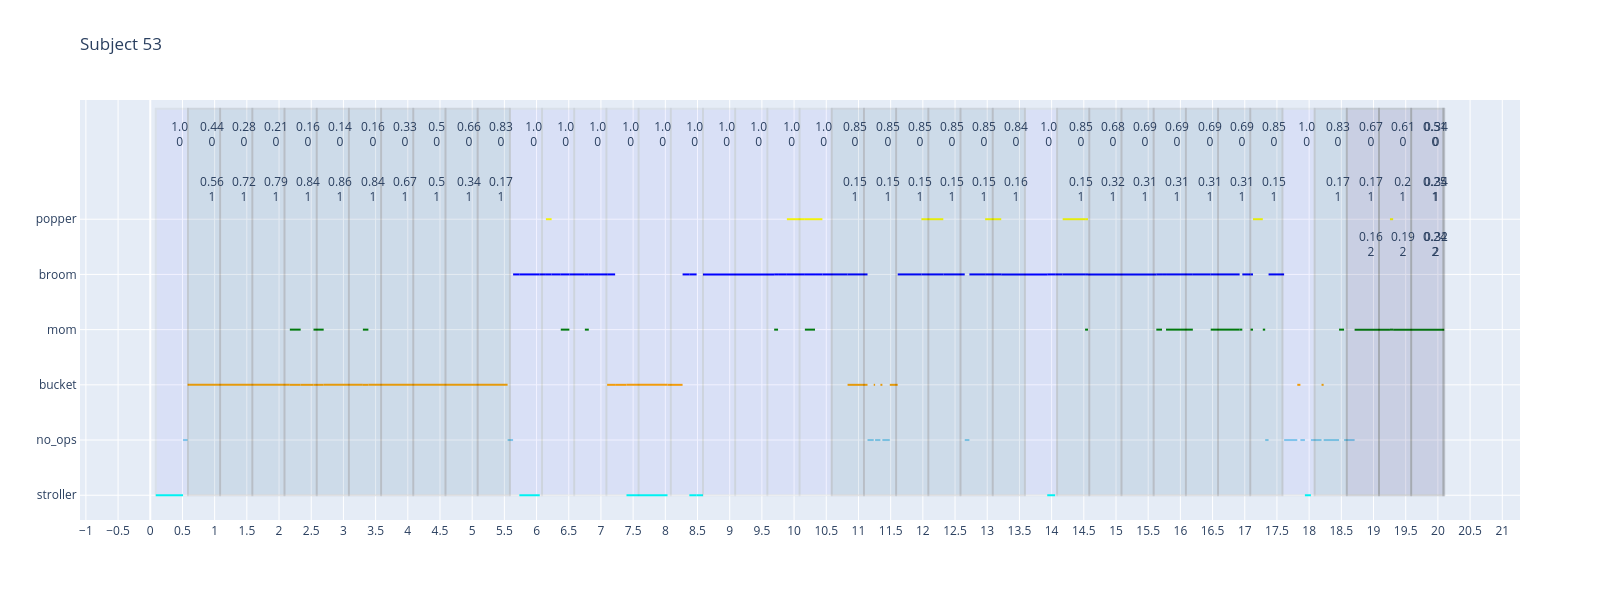 Subject 53
1.0 0.44 0.28 0.21 0.16 0.14 0.16 0.33 0.5 0.66 0.83 1.0 1.0 1.0 1.0 1.0 1.0 1.0 1.0 1.0 1.0 0.85 0.85 0.85 0.85 0.85 0.84 1.0 0.85 0.68 0.69 0.69 0.69 0.69 0.85 1.0 0.83 0.67 0.61
0 0 0 0 0 0 0 0 0 0 0 0 0 0 0 0 0 0 0 0 0 0 0 0 0 0 0 0 0 0 0 0 0 0 0 0 0 0 0 0
0.56 0.72 0.79 0.84 0.86 0.84 0.67 0.5 0.34 0.17 0.15 0.15 0.15 0.15 0.15 0.16 0.15 0.32 0.31 0.31 0.31 0.31 0.15 0.17 0.17 0.2
1 1 1 1 1 1 1 1 1 1 1 1 1 1 1 1 1 1 1 1 1 1 1 1 1 1 1
popper
0.16 0.19
2 2 2
broom
mom
bucket
no_ops
stroller
−1 −0.5 0 0.5 1 1.5 2 2.5 3 3.5 4 4.5 5 5.5 6 6.5 7 7.5 8 8.5 9 9.5 10 10.5 11 11.5 12 12.5 13 13.5 14 14.5 15 15.5 16 16.5 17 17.5 18 18.5 19 19.5 20 20.5 21